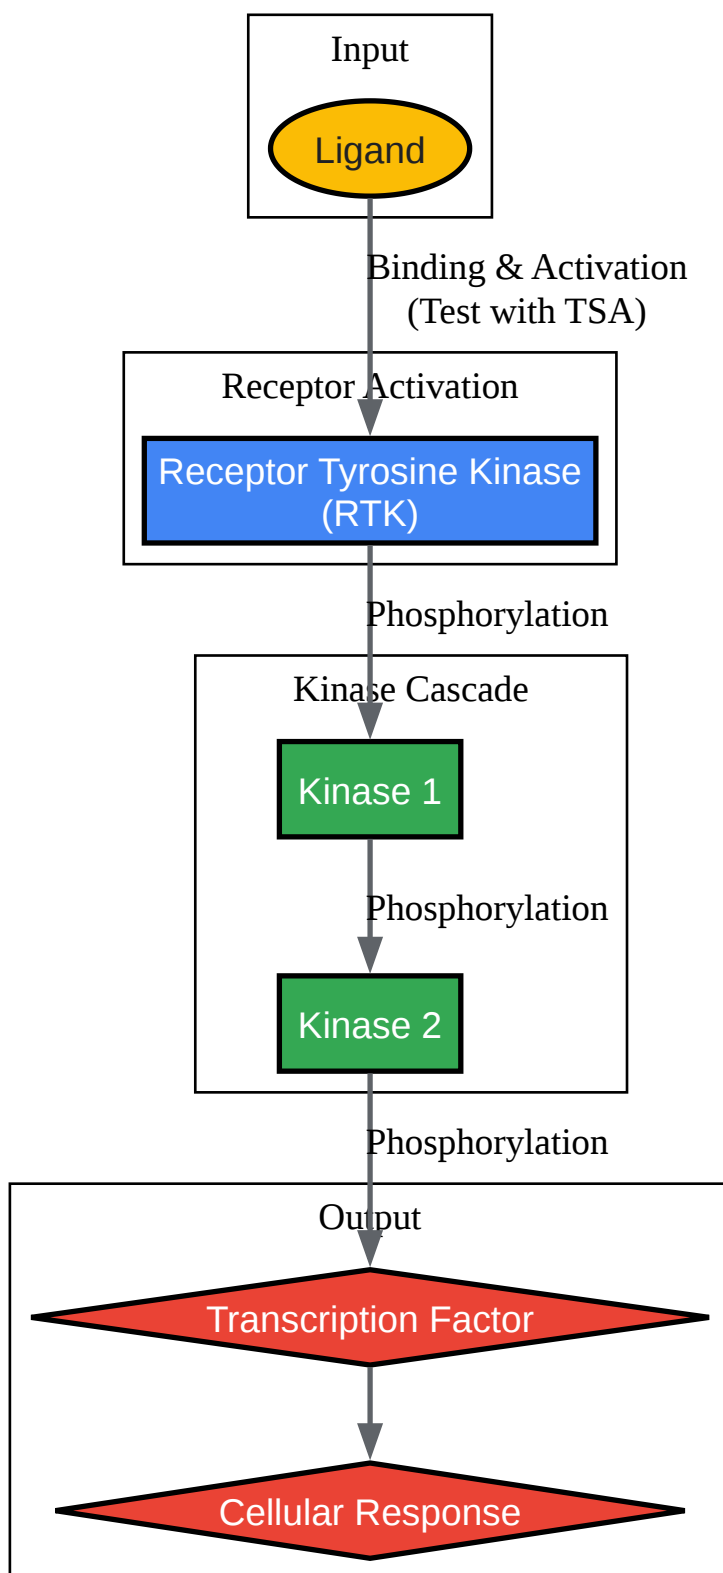 Input
Ligand
Binding & Activation
(Test with TSA)
Receptor Activation
Receptor Tyrosine Kinase
(RTK)
Phosphorylation
Kinase Cascade
Kinase 1
Phosphorylation
Kinase 2
Phosphorylation
Output
Transcription Factor
Cellular Response